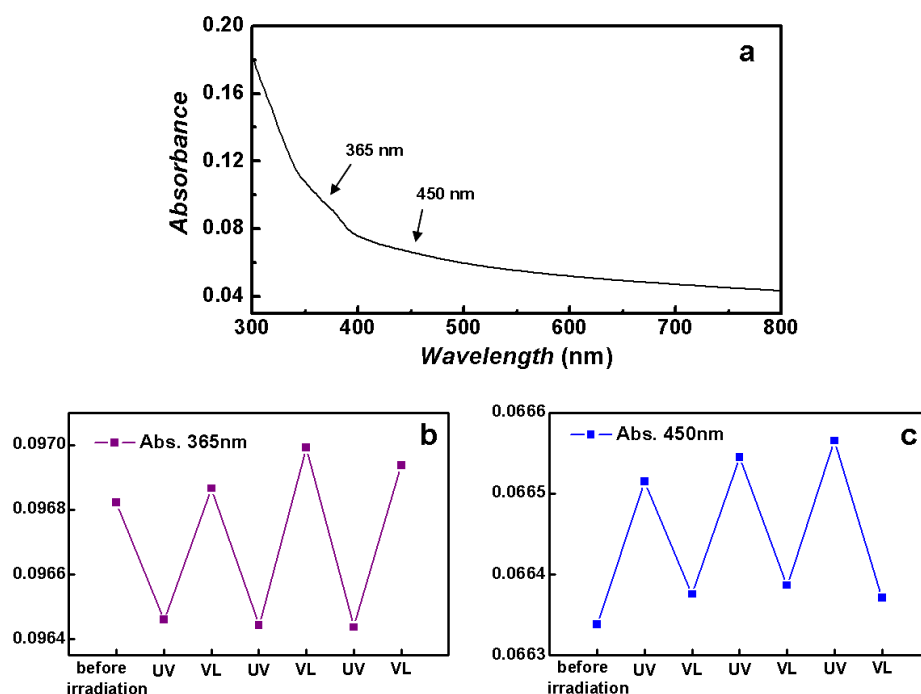 a
0.20
0.16
0.12
0.08
0.04
Absorbance
365 nm
450 nm
300 400 500 600 700 800
Wavelength (nm)
b
Abs. 365nm
0.0970
0.0968
0.0966
0.0964
before irradiation UV VL UV VL UV VL
c
Abs. 450nm
0.0666
0.0665
0.0664
0.0663
before irradiation UV VL UV VL UV VL